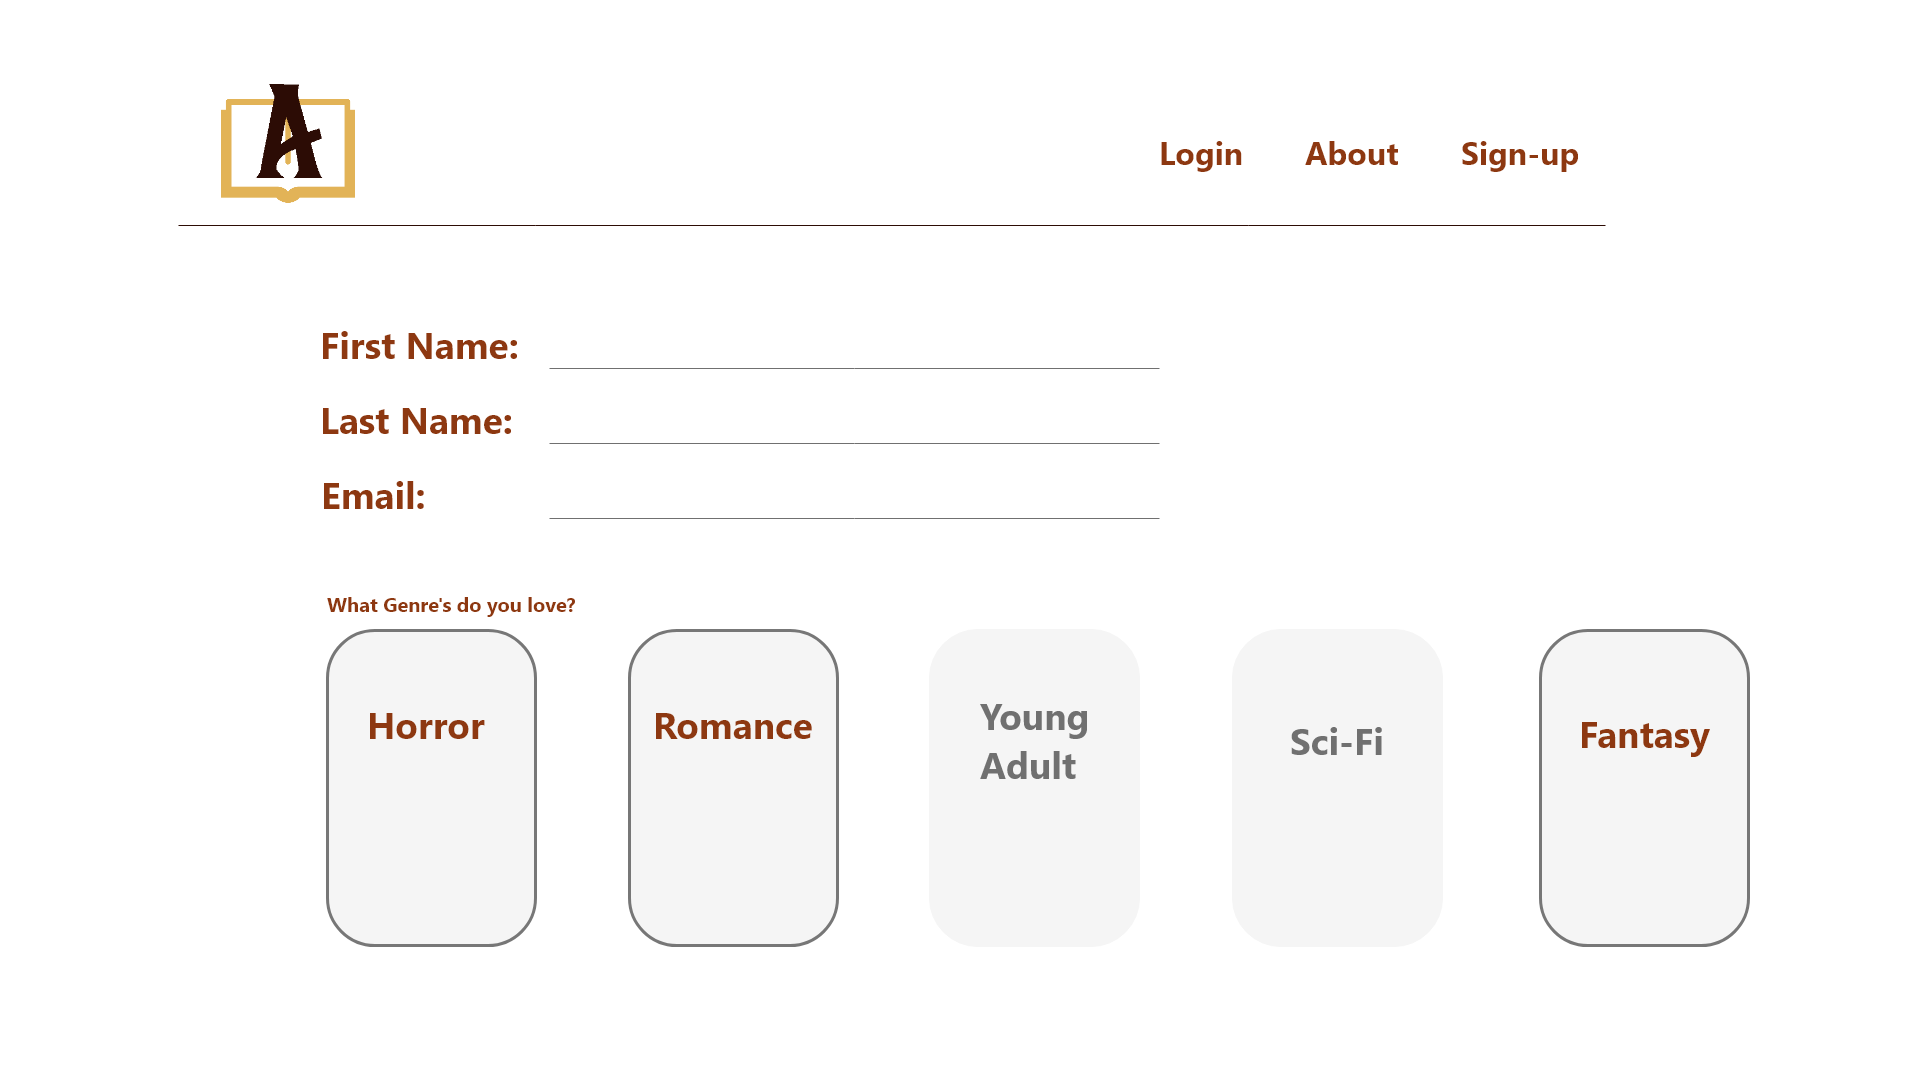 A
Login About Sign-up
First Name:
Last Name:
Email:
What Genre's do you love?
Horror
Romance
Young
Adult
Sci-Fi
Fantasy